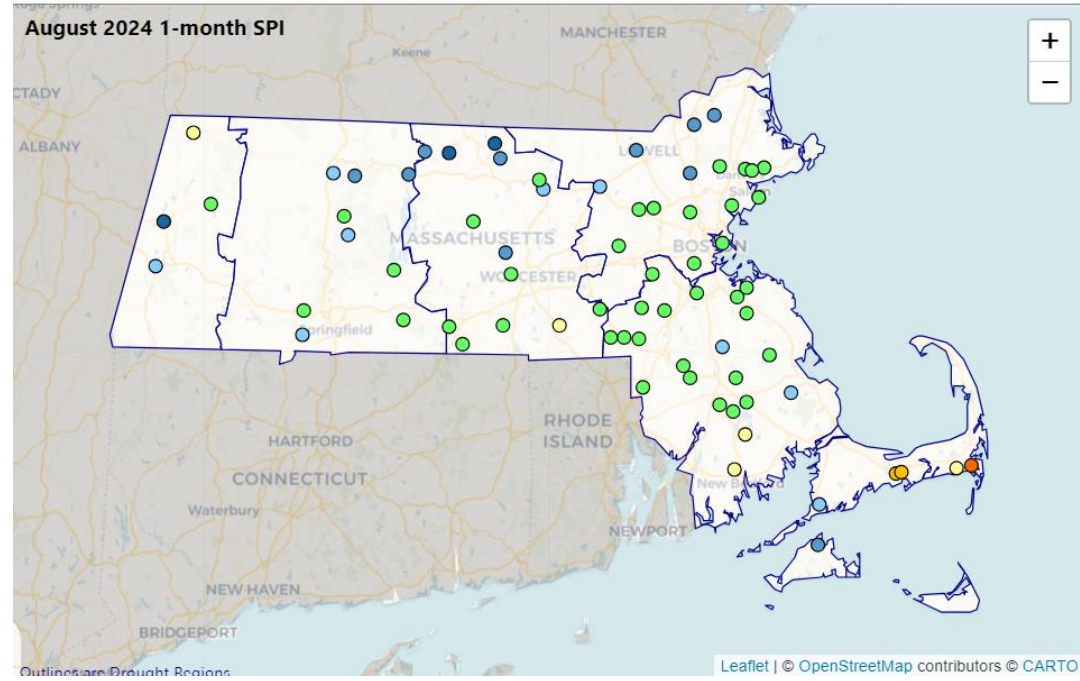 August 2024 1-month SPI
MANCHESTER
Keene
ALBANY
LOWELL
MASSACHUSETTS
BOSTON
WORCESTER
Springfield
RHODE
ISLAND
HARTFORD
CONNECTICUT
Waterbury
New Bedford
NEWPORT
NEW HAVEN
BRIDGEPORT
+
−
Outlines are Drought Regions
Leaflet | © OpenStreetMap contributors © CARTO